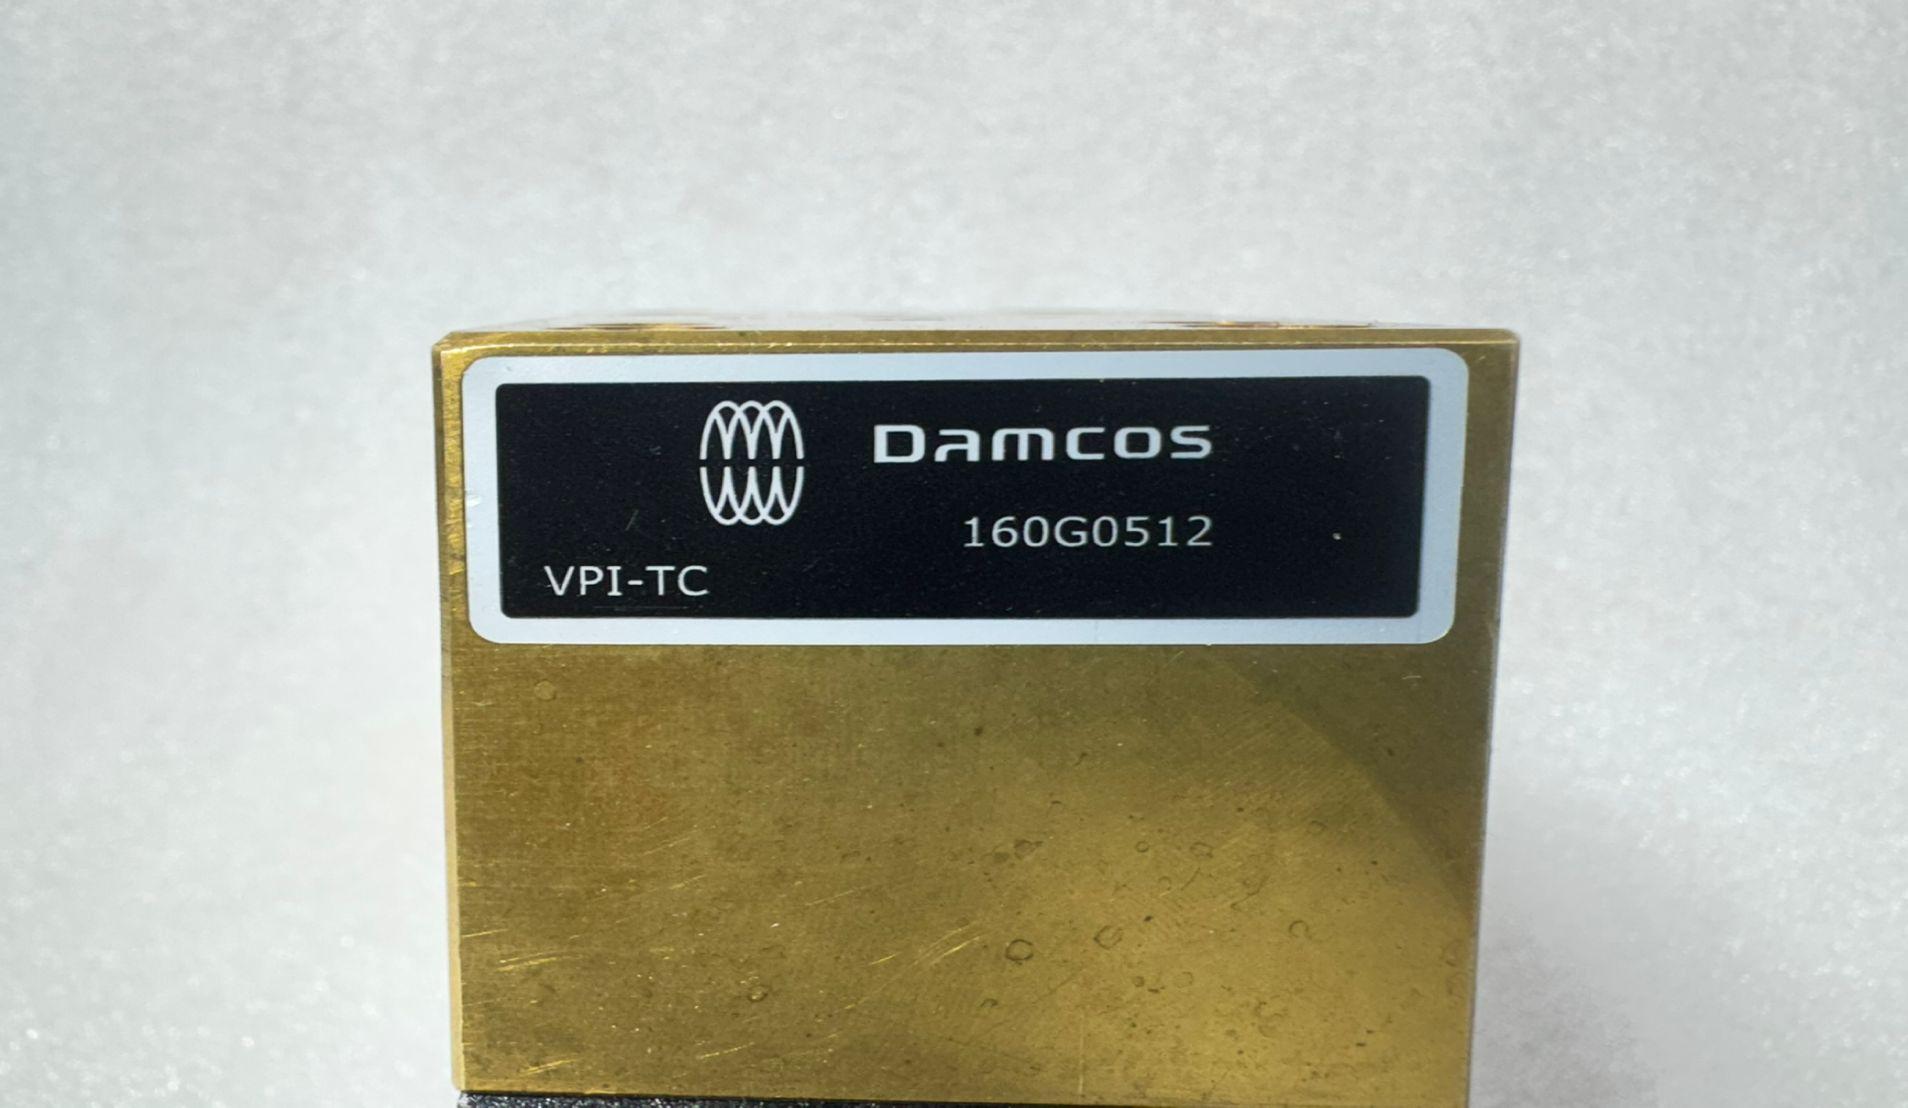 Damcos
160G0512
VPI-TC